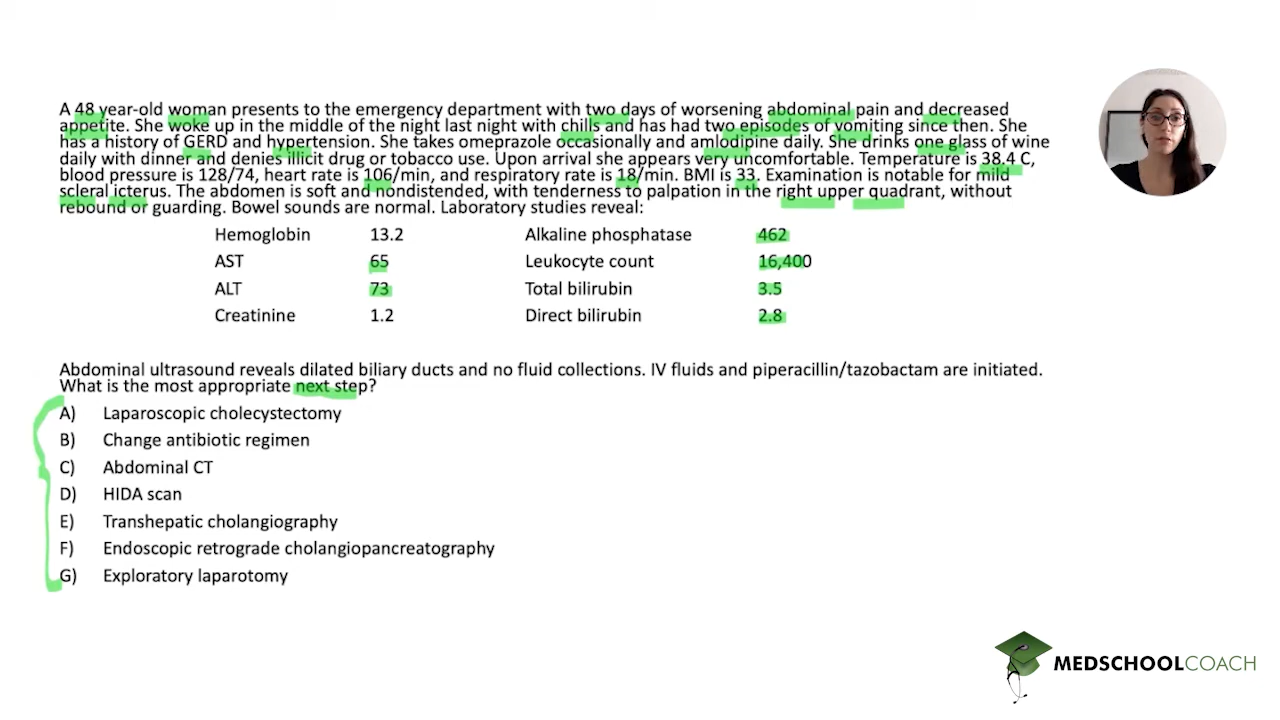 A 48 year-old woman presents to the emergency department with two days of worsening abdominal pain and decreased
appetite. She woke up in the middle of the night last night with chills and has had two episodes of vomiting since then. She
has a history of GERD and hypertension. She takes omeprazole occasionally and amlodipine daily. She drinks one glass of wine
daily with dinner and denies illicit drug or tobacco use. Upon arrival she appears very uncomfortable. Temperature is 38.4 C,
blood pressure is 128/74, heart rate is 106/min, and respiratory rate is 18/min. BMI is 33. Examination is notable for mild
scleral icterus. The abdomen is soft and nondistended, with tenderness to palpation in the right upper quadrant, without
rebound or guarding. Bowel sounds are normal. Laboratory studies reveal:
Hemoglobin 13.2 Alkaline phosphatase 462
AST 65 Leukocyte count 16,400
ALT 73 Total bilirubin 3.5
Creatinine 1.2 Direct bilirubin 2.8
Abdominal ultrasound reveals dilated biliary ducts and no fluid collections. IV fluids and piperacillin/tazobactam are initiated.
What is the most appropriate next step?
A) Laparoscopic cholecystectomy
B) Change antibiotic regimen
C) Abdominal CT
D) HIDA scan
E) Transhepatic cholangiography
F) Endoscopic retrograde cholangiopancreatography
G) Exploratory laparotomy
MEDSCHOOLCOACH